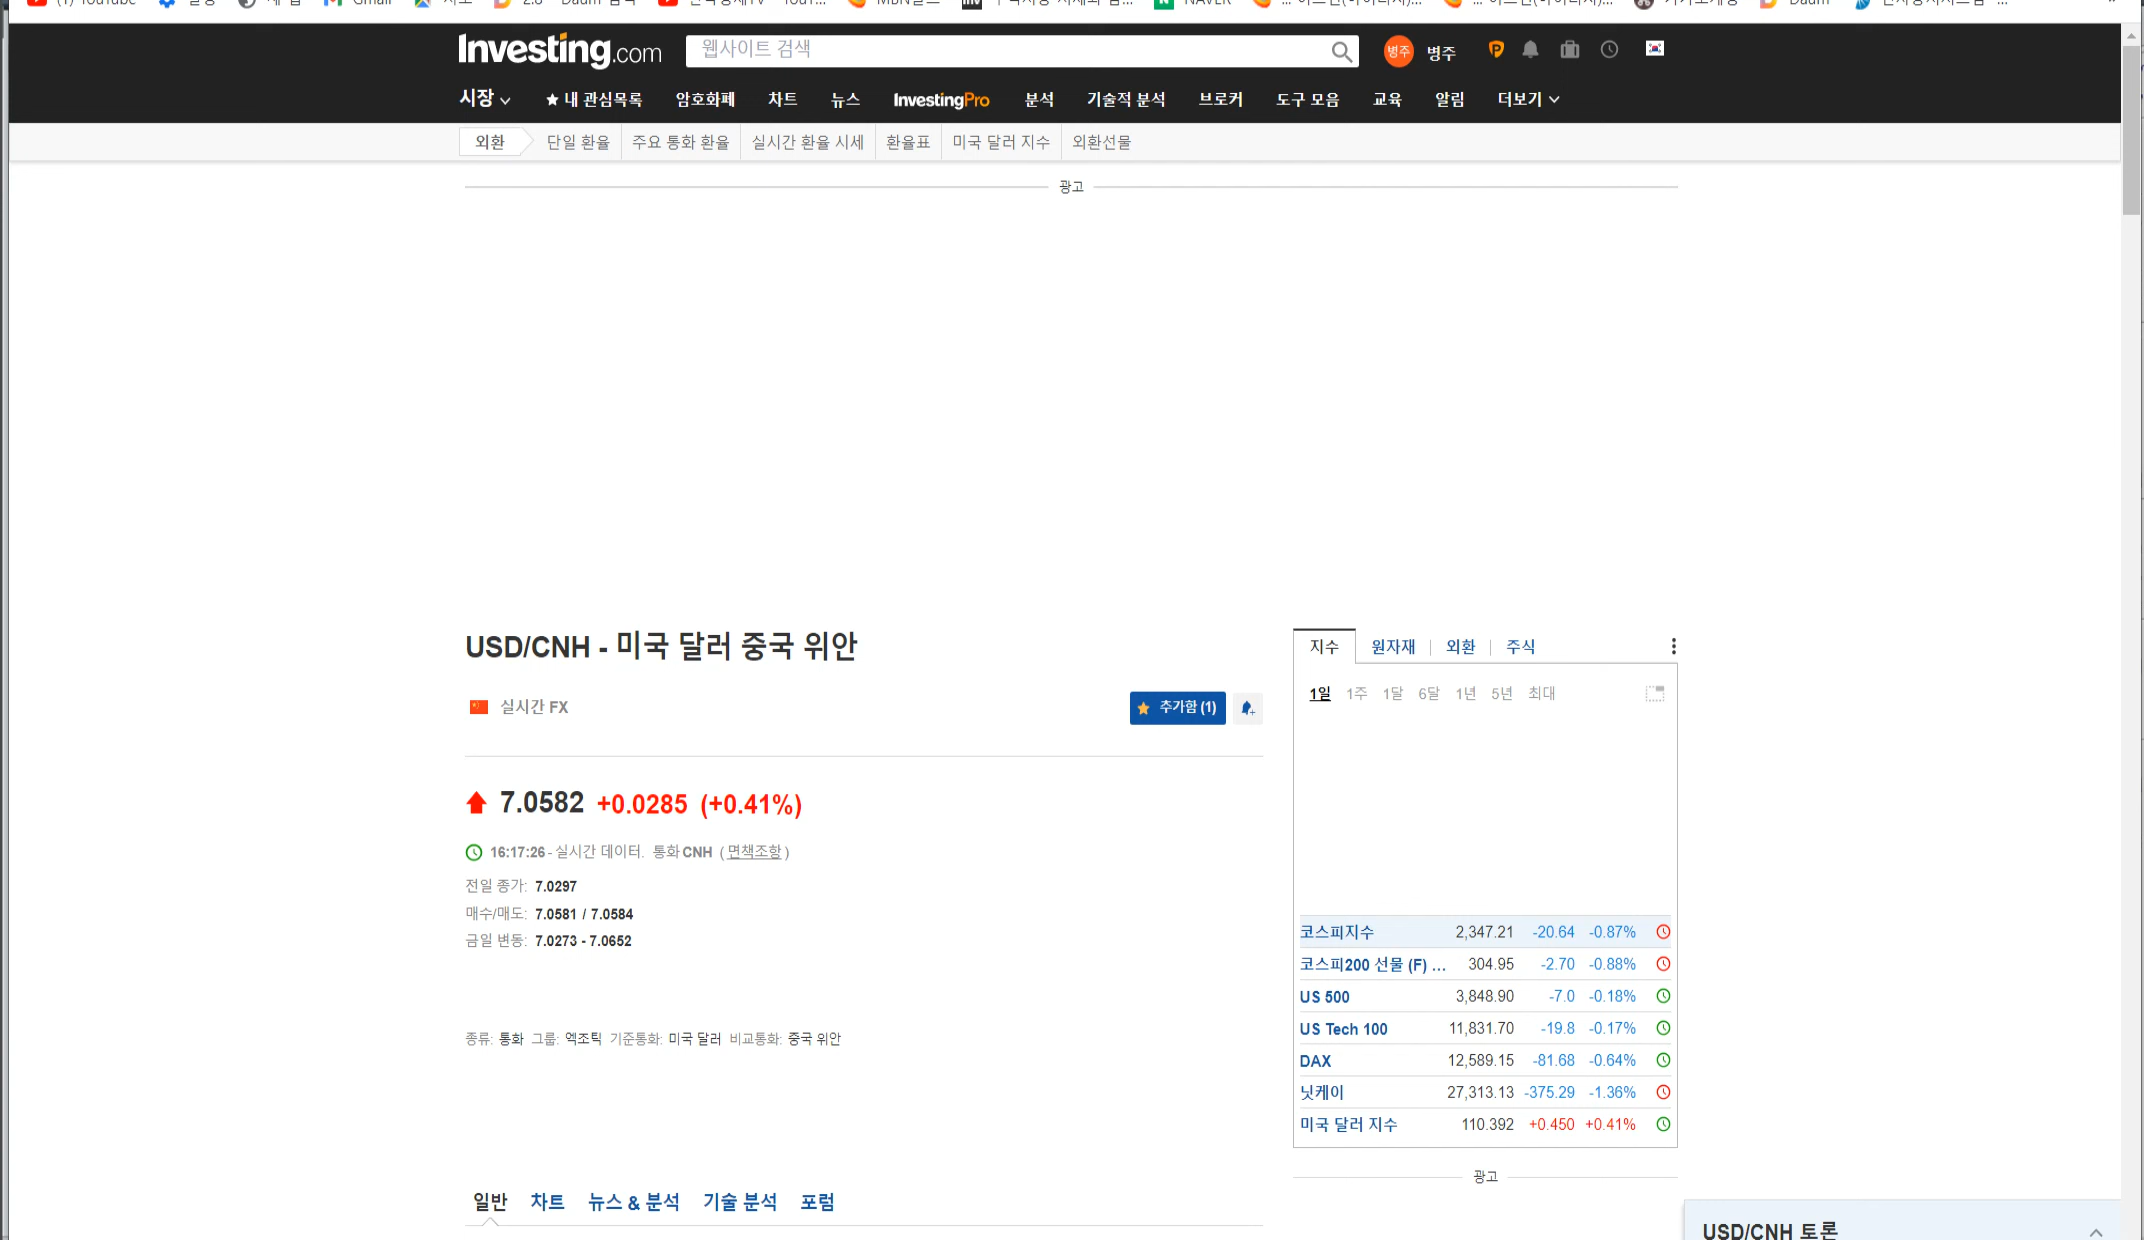 Investing.com
웹사이트 검색
병주 병주
시장 내 관심목록 암호화폐 차트 뉴스 InvestingPro 분석 기술적 분석 브로커 도구 모음 교육 알림 더보기
외환 단일 환율 주요 통화 환율 실시간 환율 시세 환율표 미국 달러 지수 외환선물
광고
USD/CNH - 미국 달러 중국 위안
실시간 FX
추가함 (1)
7.0582 +0.0285 (+0.41%)
16:17:26 - 실시간 데이터. 통화 CNH ( 면책조항 )
전일 종가: 7.0297
매수/매도: 7.0581 / 7.0584
금일 변동: 7.0273 - 7.0652
종류: 통화 그룹: 엑조틱 기준통화: 미국 달러 비교통화: 중국 위안
일반 차트 뉴스 & 분석 기술 분석 포럼
지수 원자재 외환 주식
1일 1주 1달 6달 1년 5년 최대
코스피지수 2,347.21 -20.64 -0.87%
코스피200 선물 (F) ... 304.95 -2.70 -0.88%
US 500 3,848.90 -7.0 -0.18%
US Tech 100 11,831.70 -19.8 -0.17%
DAX 12,589.15 -81.68 -0.64%
닛케이 27,313.13 -375.29 -1.36%
미국 달러 지수 110.392 +0.450 +0.41%
광고
USD/CNH 토론